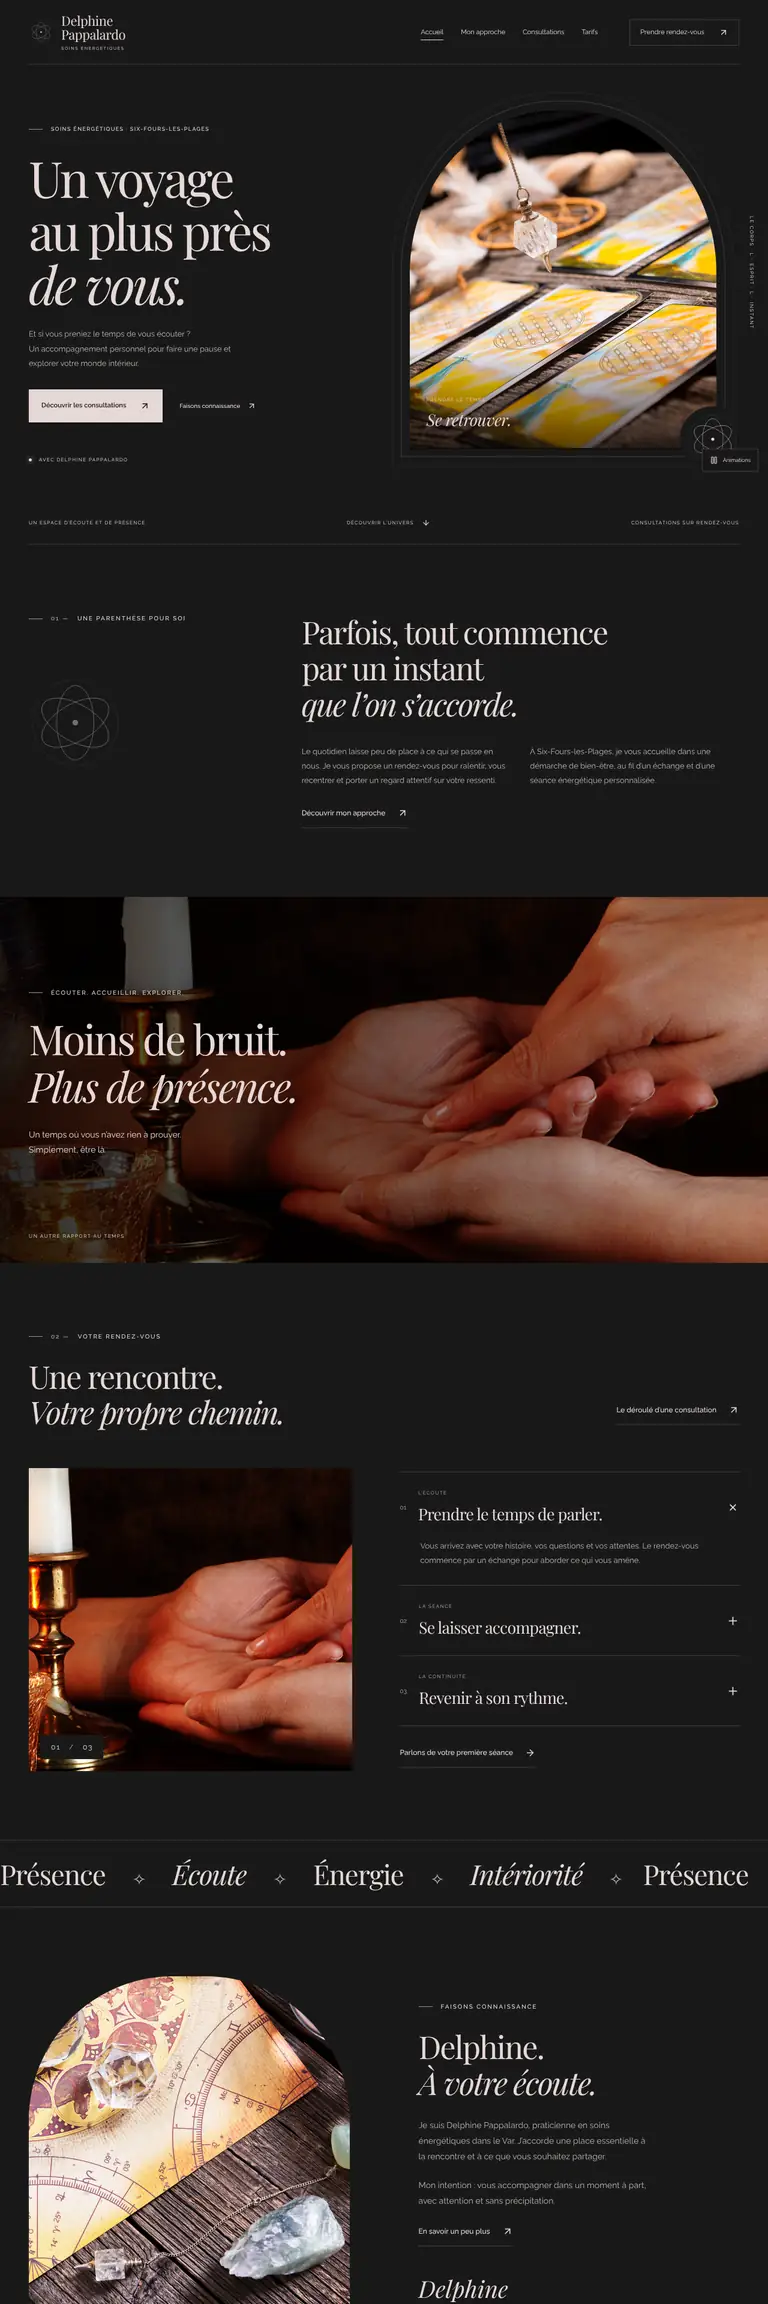 Delphine
Pappalardo
SOINS ÉNERGÉTIQUES
Accueil
Mon approche
Consultations
Tarifs
Prendre rendez-vous
SOINS ÉNERGÉTIQUES · SIX-FOURS-LES-PLAGES
Un voyage
au plus près
de vous.
Et si vous preniez le temps de vous écouter ?
Un accompagnement personnel pour faire une pause et
explorer votre monde intérieur.
Découvrir les consultations
Faisons connaissance
AVEC DELPHINE PAPPALARDO
PRENDRE LE TEMPS
Se retrouver.
LE CORPS · L'ESPRIT · L'INSTANT
Animations
UN ESPACE D'ÉCOUTE ET DE PRÉSENCE
DÉCOUVRIR L'UNIVERS
CONSULTATIONS SUR RENDEZ-VOUS
01 — UNE PARENTHÈSE POUR SOI
Parfois, tout commence
par un instant
que l'on s'accorde.
Le quotidien laisse peu de place à ce qui se passe en
nous. Je vous propose un rendez-vous pour ralentir, vous
recentrer et porter un regard attentif sur votre ressenti.
À Six-Fours-les-Plages, je vous accueille dans une
démarche de bien-être, au fil d'un échange et d'une
séance énergétique personnalisée.
Découvrir mon approche
ÉCOUTER. ACCUEILLIR. EXPLORER.
Moins de bruit.
Plus de présence.
Un temps où vous n'avez rien à prouver.
Simplement, être là.
UN AUTRE RAPPORT AU TEMPS
02 — VOTRE RENDEZ-VOUS
Une rencontre.
Votre propre chemin.
Le déroulé d'une consultation
01 / 03
01
L'ÉCOUTE
Prendre le temps de parler.
Vous arrivez avec votre histoire, vos questions et vos attentes. Le rendez-vous
commence par un échange pour aborder ce qui vous amène.
02
LA SÉANCE
Se laisser accompagner.
03
LA CONTINUITÉ
Revenir à son rythme.
Parlons de votre première séance
Présence ✧ Écoute ✧ Énergie ✧ Intériorité ✧ Présence
FAISONS CONNAISSANCE
Delphine.
À votre écoute.
Je suis Delphine Pappalardo, praticienne en soins
énergétiques dans le Var. J'accorde une place essentielle à
la rencontre et à ce que vous souhaitez partager.
Mon intention : vous accompagner dans un moment à part,
avec attention et sans précipitation.
En savoir un peu plus
Delphine